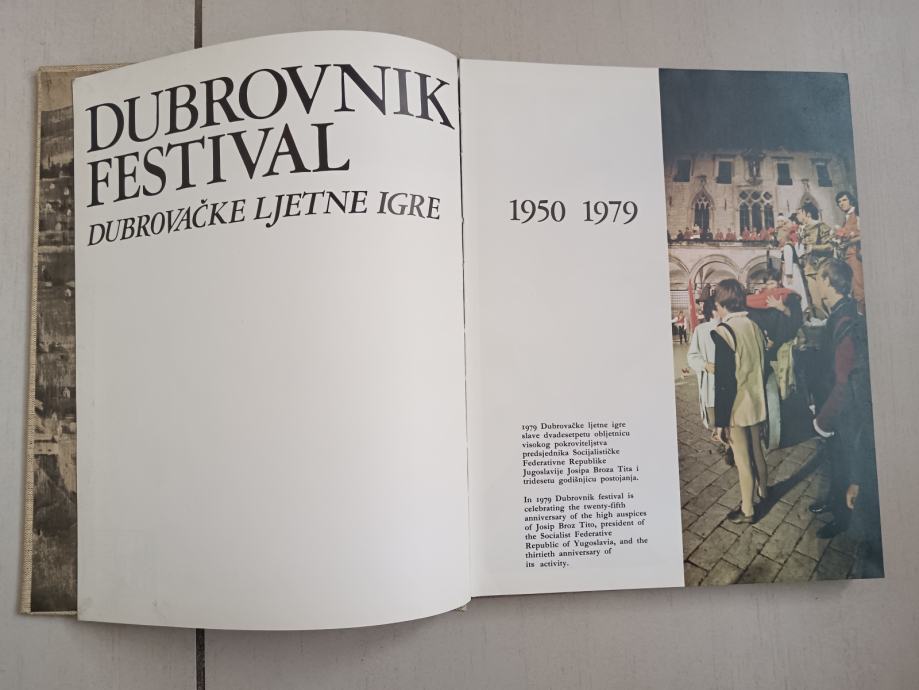 DUBROVNIK
FESTIVAL
DUBROVAČKE LJETNE IGRE
1950 1979
1979 Dubrovačke ljetne igre
slave dvadesetpetu obljetnicu
visokog pokroviteljstva
predsjednika Socijalističke
Federativne Republike
Jugoslavije Josipa Broza Tita i
tridesetu godišnjicu postojanja.
In 1979 Dubrovnik festival is
celebrating the twenty-fifth
anniversary of the high auspices
of Josip Broz Tito, president of
the Socialist Federative
Republic of Yugoslavia, and the
thirtieth anniversary of
its activity.